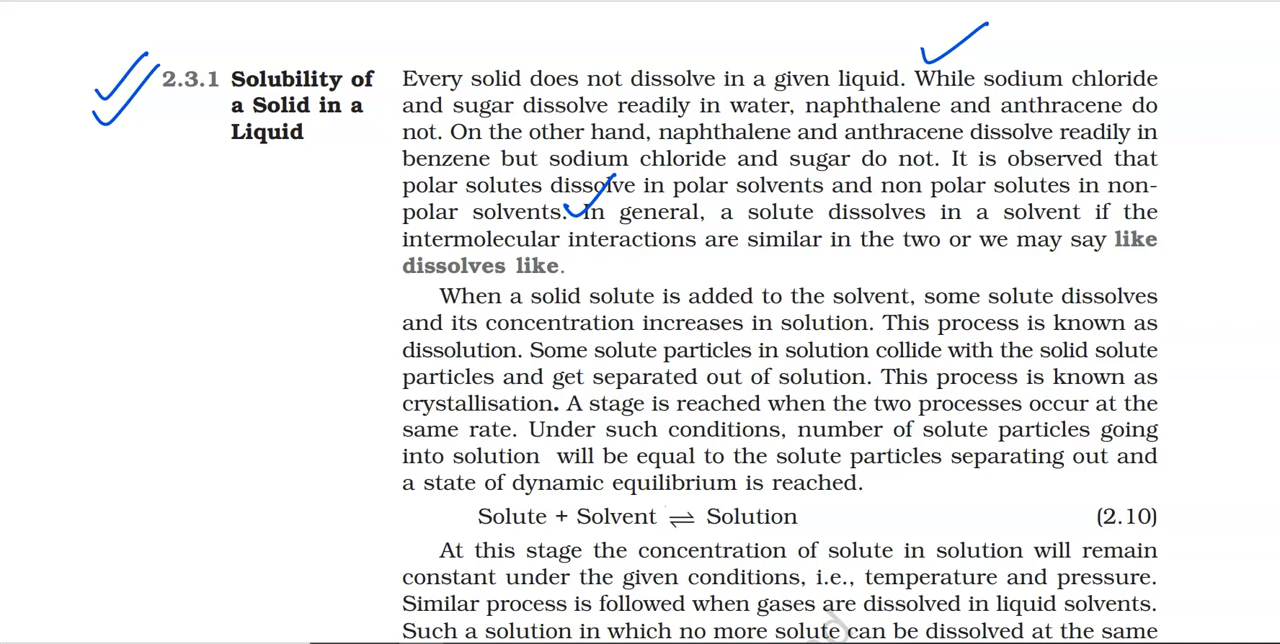 2.3.1 Solubility of
a Solid in a
Liquid
Every solid does not dissolve in a given liquid. While sodium chloride
and sugar dissolve readily in water, naphthalene and anthracene do
not. On the other hand, naphthalene and anthracene dissolve readily in
benzene but sodium chloride and sugar do not. It is observed that
polar solutes dissolve in polar solvents and non polar solutes in non-
polar solvents. In general, a solute dissolves in a solvent if the
intermolecular interactions are similar in the two or we may say like
dissolves like.
When a solid solute is added to the solvent, some solute dissolves
and its concentration increases in solution. This process is known as
dissolution. Some solute particles in solution collide with the solid solute
particles and get separated out of solution. This process is known as
crystallisation. A stage is reached when the two processes occur at the
same rate. Under such conditions, number of solute particles going
into solution will be equal to the solute particles separating out and
a state of dynamic equilibrium is reached.
Solute + Solvent ⇌ Solution (2.10)
At this stage the concentration of solute in solution will remain
constant under the given conditions, i.e., temperature and pressure.
Similar process is followed when gases are dissolved in liquid solvents.
Such a solution in which no more solute can be dissolved at the same